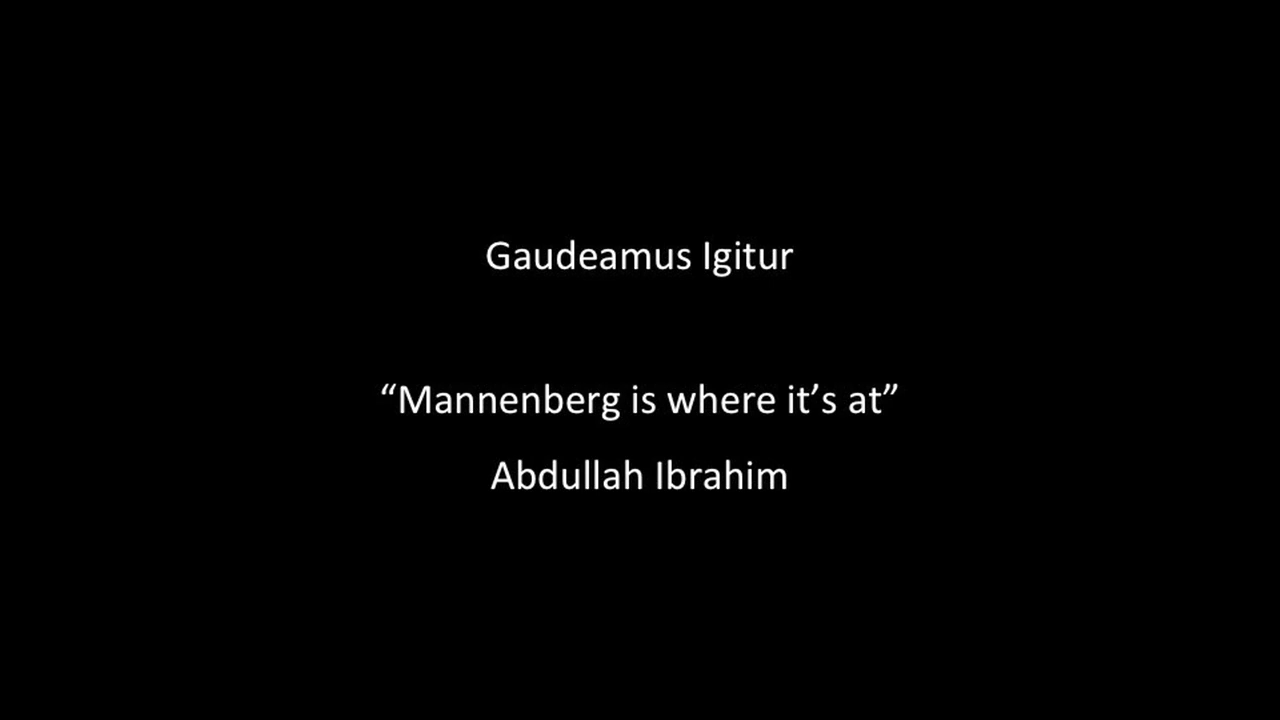 Gaudeamus Igitur
“Mannenberg is where it’s at”
Abdullah Ibrahim